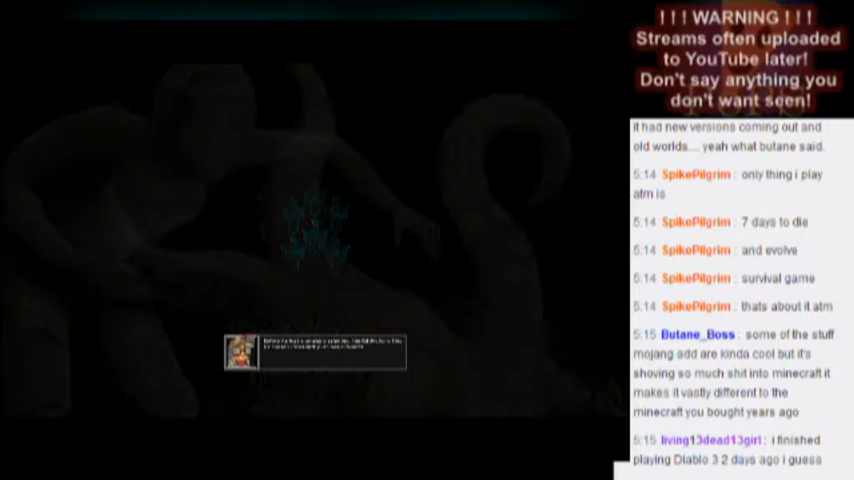 ! ! ! WARNING ! ! !
Streams often uploaded
to YouTube later!
Don't say anything you
don't want seen!
it had new versions coming out and
old worlds.... yeah what butane said.
5:14 SpikePilgrim : only thing i play
atm is
5:14 SpikePilgrim : 7 days to die
5:14 SpikePilgrim : and evolve
5:14 SpikePilgrim : survival game
5:14 SpikePilgrim : thats about it atm
5:15 Butane_Boss : some of the stuff
mojang add are kinda cool but it's
shoving so much shit into minecraft it
makes it vastly different to the
minecraft you bought years ago
5:15 living13dead13girl : i finished
playing Diablo 3 2 days ago i guess